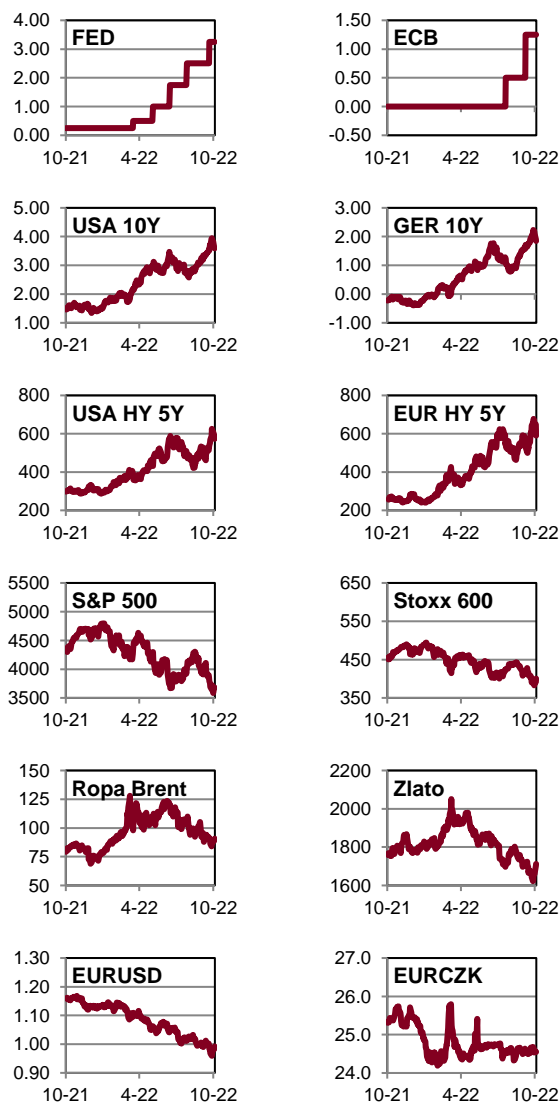 FED
4.00
3.00
2.00
1.00
0.00
10-21 4-22 10-22
ECB
1.50
1.00
0.50
0.00
-0.50
10-21 4-22 10-22
USA 10Y
5.00
4.00
3.00
2.00
1.00
10-21 4-22 10-22
GER 10Y
3.00
2.00
1.00
0.00
-1.00
10-21 4-22 10-22
USA HY 5Y
800
600
400
200
10-21 4-22 10-22
EUR HY 5Y
800
600
400
200
10-21 4-22 10-22
S&P 500
5500
5000
4500
4000
3500
10-21 4-22 10-22
Stoxx 600
650
550
450
350
10-21 4-22 10-22
Ropa Brent
150
125
100
75
50
10-21 4-22 10-22
Zlato
2200
2000
1800
1600
10-21 4-22 10-22
EURUSD
1.30
1.20
1.10
1.00
0.90
10-21 4-22 10-22
EURCZK
27.0
26.0
25.0
24.0
10-21 4-22 10-22